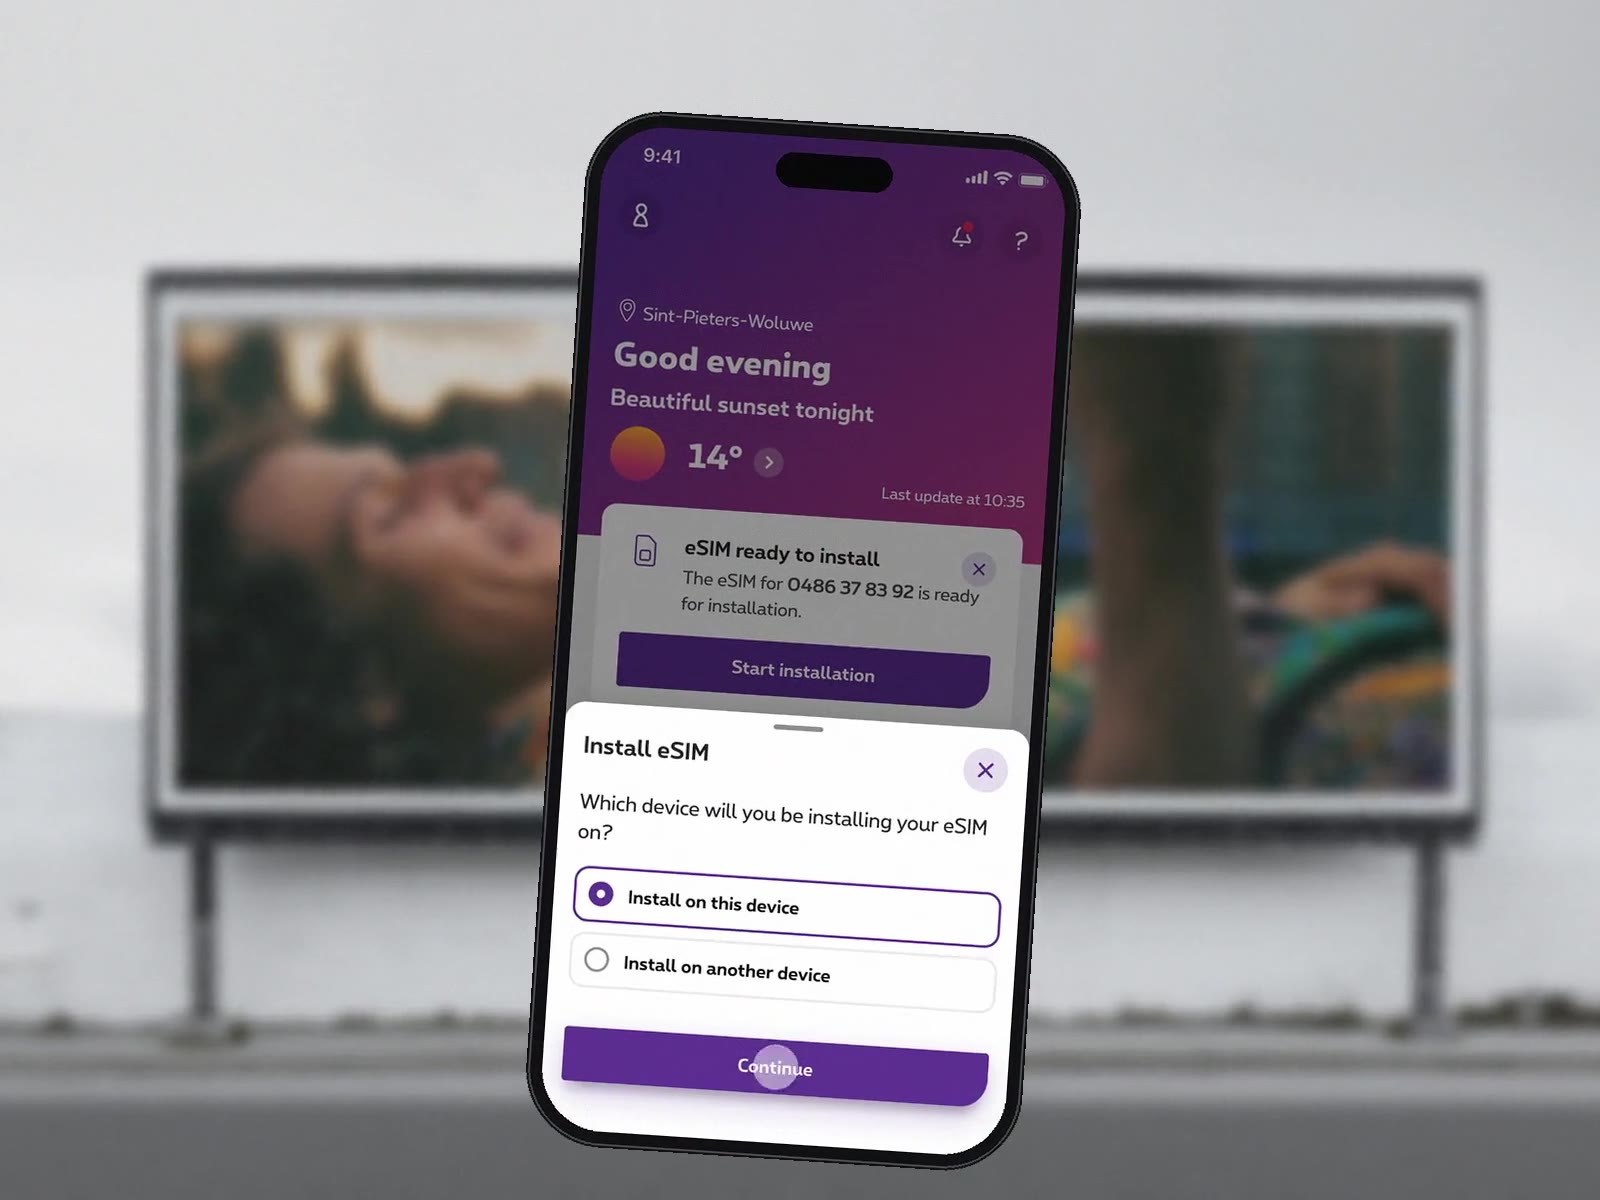 9:41
Sint-Pieters-Woluwe
Good evening
Beautiful sunset tonight
14°
Last update at 10:35
eSIM ready to install
The eSIM for 0486 37 83 92 is ready
for installation.
Start installation
Install eSIM
Which device will you be installing your eSIM
on?
Install on this device
Install on another device
Continue